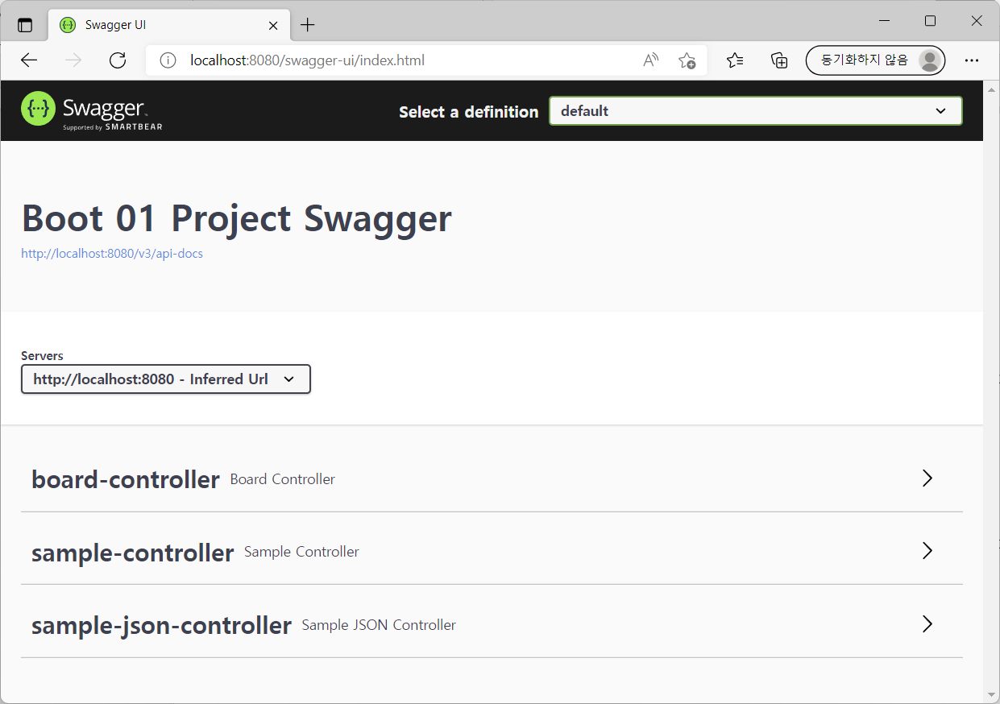 Swagger UI
localhost:8080/swagger-ui/index.html
동기화하지 않음
Swagger
Supported by SMARTBEAR
Select a definition
default
Boot 01 Project Swagger
http://localhost:8080/v3/api-docs
Servers
http://localhost:8080 - Inferred Url
board-controller Board Controller
sample-controller Sample Controller
sample-json-controller Sample JSON Controller